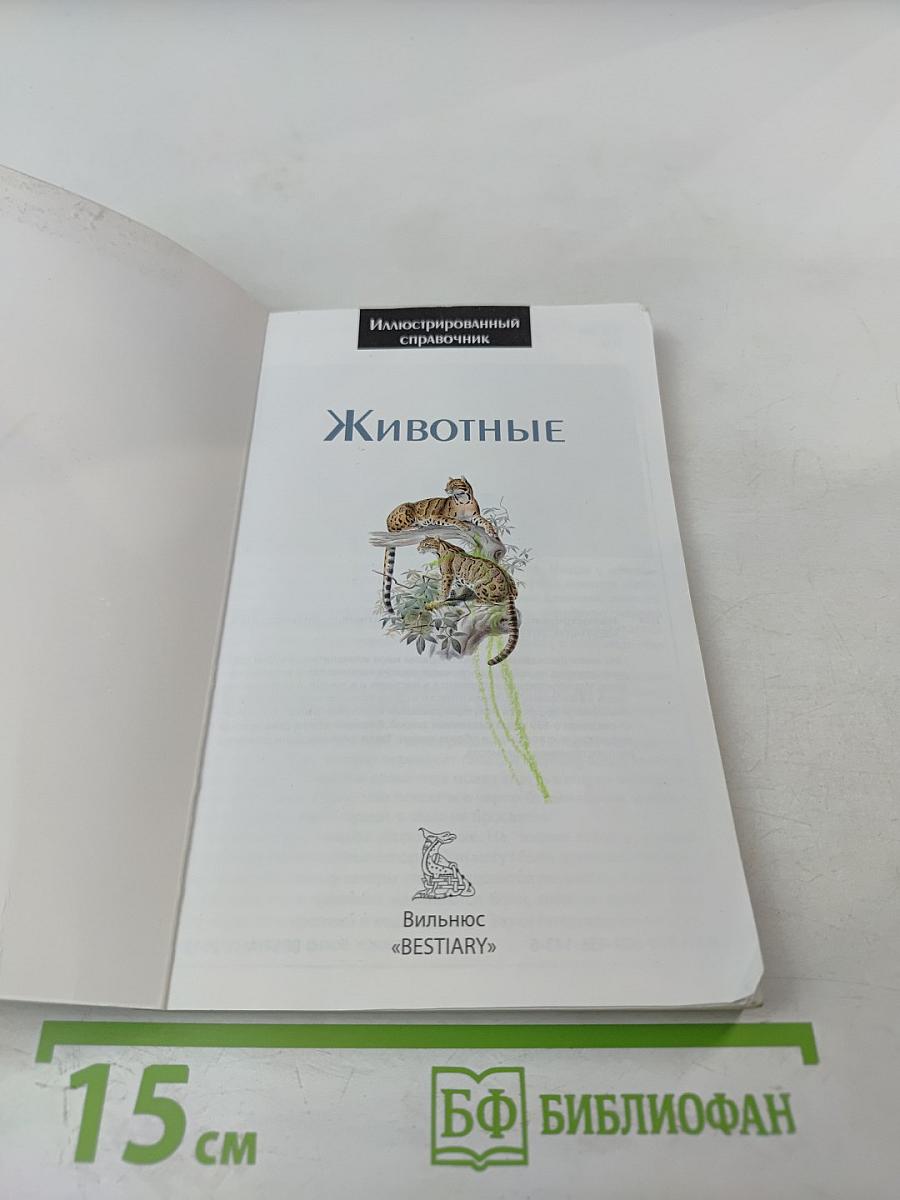 Иллюстрированный
справочник
Животные
Вильнюс
«BESTIARY»
15 см
БФ БИБЛИОФАН